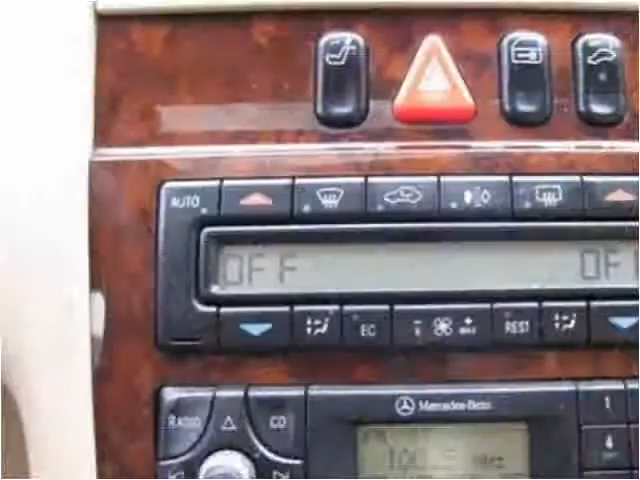 AUTO
OFF OF
EC REST
Mercedes-Benz
RADIO CD 1
4